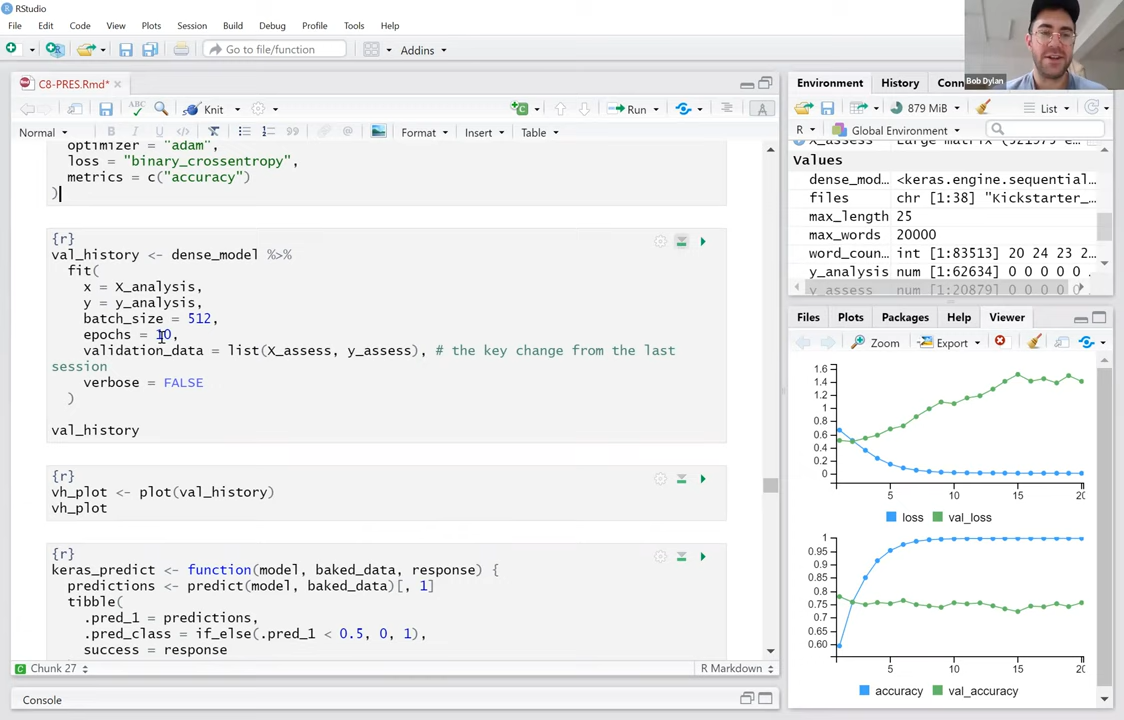 RStudio
File Edit Code View Plots Session Build Debug Profile Tools Help
Go to file/function
Addins
C8-PRES.Rmd*
Knit
Run
Normal
B I U </> Format Insert Table
optimizer = "adam",
loss = "binary_crossentropy",
metrics = c("accuracy")
)
{r}
val_history <- dense_model %>%
fit(
x = X_analysis,
y = y_analysis,
batch_size = 512,
epochs = 10,
validation_data = list(X_assess, y_assess), # the key change from the last
session
verbose = FALSE
)
val_history
{r}
vh_plot <- plot(val_history)
vh_plot
{r}
keras_predict <- function(model, baked_data, response) {
predictions <- predict(model, baked_data)[, 1]
tibble(
.pred_1 = predictions,
.pred_class = if_else(.pred_1 < 0.5, 0, 1),
success = response
Chunk 27
R Markdown
Console
Bob Dylan
Environment History Conn
879 MiB
List
R
Global Environment
X_assess Large matrix (521975 e…
Values
dense_mod… <keras.engine.sequential…
files chr [1:38] "Kickstarter_…
max_length 25
max_words 20000
word_coun… int [1:83513] 20 24 23 2…
y_analysis num [1:62634] 0 0 0 0 0 .
y_assess num [1:20879] 0 0 0 0 0
Files Plots Packages Help Viewer
Zoom Export
1.6
1.4
1.2
1
0.8
0.6
0.4
0.2
0
5 10 15 20
loss val_loss
1
0.95
0.9
0.85
0.8
0.75
0.7
0.65
0.60
5 10 15 20
accuracy val_accuracy